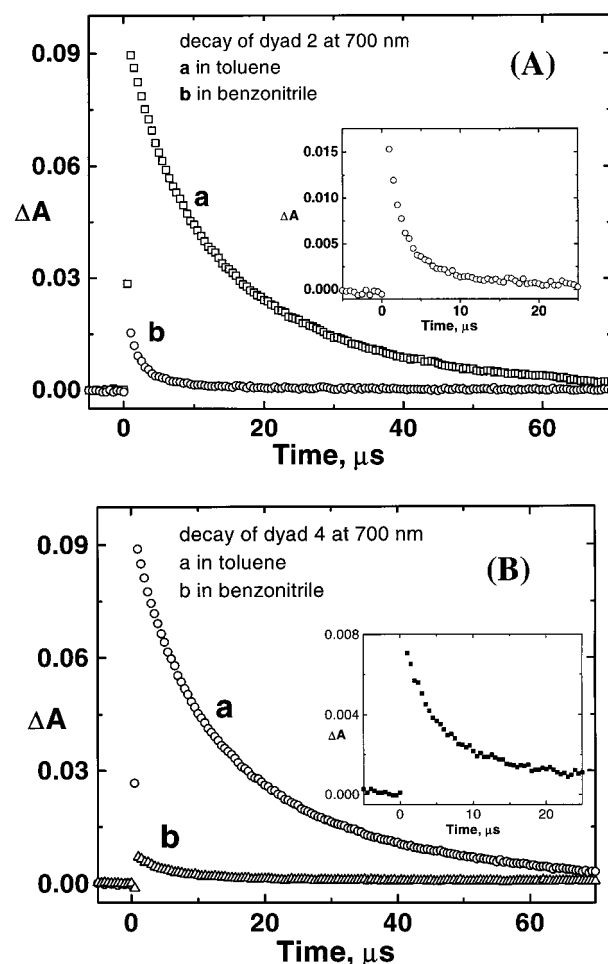 0.09
decay of dyad 2 at 700 nm
(A)
a in toluene
b in benzonitrile
0.06
0.015
ΔA
a
ΔA
0.010
0.005
0.03
0.000
b
0 10 20
Time, μs
0.00
0 20 40 60
Time, μs
0.09
decay of dyad 4 at 700 nm
a in toluene
(B)
b in benzonitrile
0.06
0.008
a
ΔA
ΔA
0.004
0.03
0.000
b
0 10 20
Time, μs
0.00
0 20 40 60
Time, μs